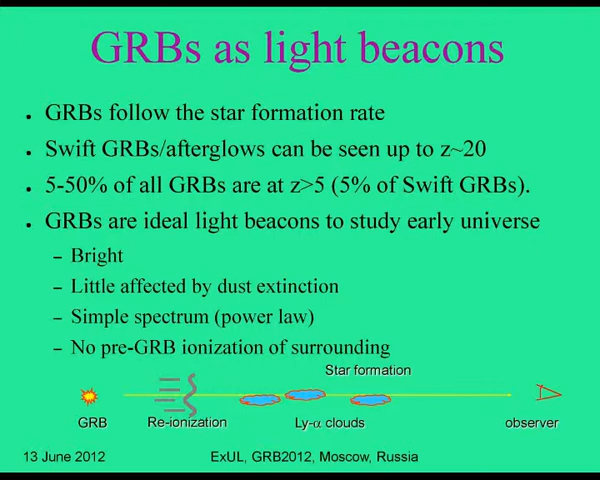 GRBs as light beacons
• GRBs follow the star formation rate
• Swift GRBs/afterglows can be seen up to z~20
• 5-50% of all GRBs are at z>5 (5% of Swift GRBs).
• GRBs are ideal light beacons to study early universe
– Bright
– Little affected by dust extinction
– Simple spectrum (power law)
– No pre-GRB ionization of surrounding
Star formation
GRB Re-ionization Ly-α clouds observer
13 June 2012 ExUL, GRB2012, Moscow, Russia